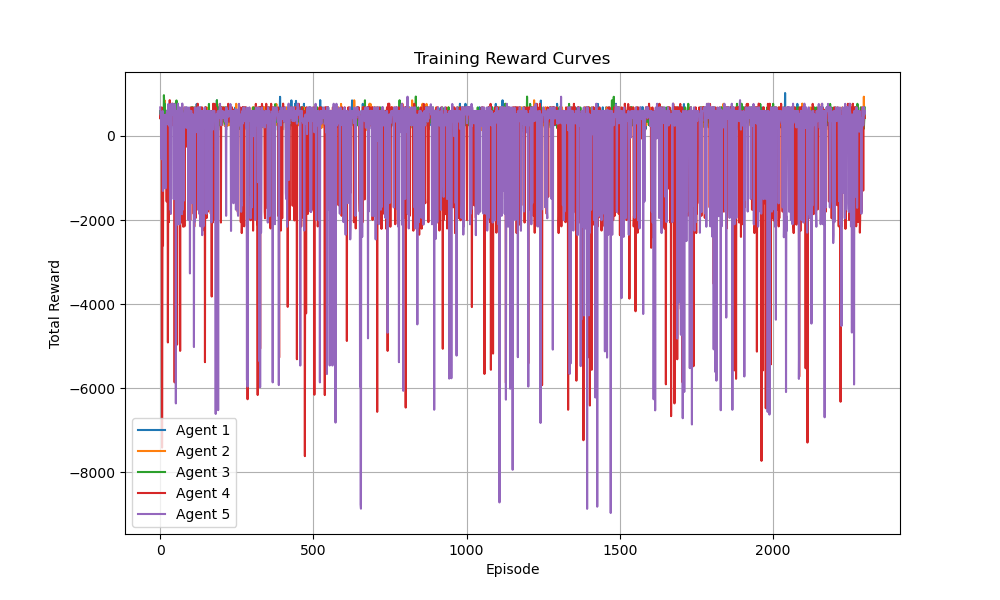 Training Reward Curves
Total Reward
0
−2000
−4000
−6000
−8000
Agent 1
Agent 2
Agent 3
Agent 4
Agent 5
0 500 1000 1500 2000
Episode